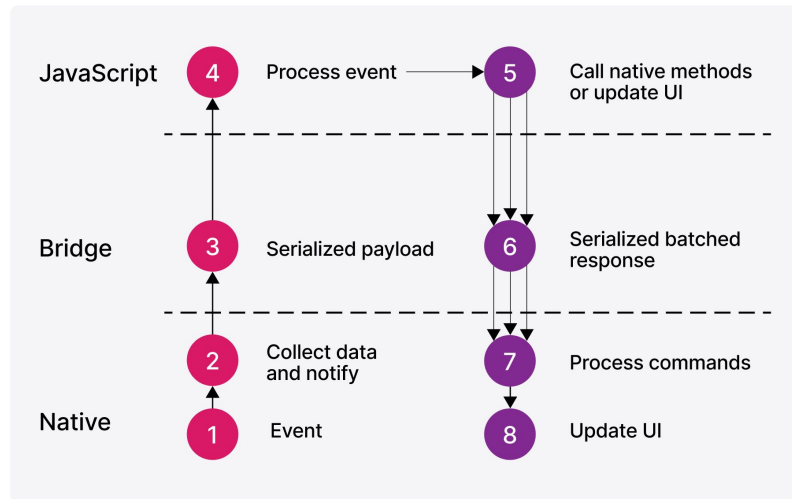 JavaScript
4
Process event
5
Call native methods
or update UI
Bridge
3
Serialized payload
6
Serialized batched
response
2
Collect data
and notify
7
Process commands
Native
1
Event
8
Update UI